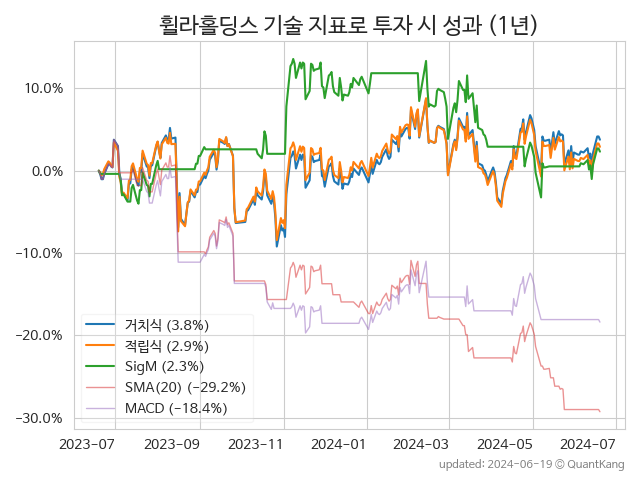 휠라홀딩스 기술 지표로 투자 시 성과 (1년)
10.0%
0.0%
−10.0%
−20.0%
−30.0%
거치식 (3.8%)
적립식 (2.9%)
SigM (2.3%)
SMA(20) (−29.2%)
MACD (−18.4%)
2023-07
2023-09
2023-11
2024-01
2024-03
2024-05
2024-07
updated: 2024-06-19 ⓒ QuantKang